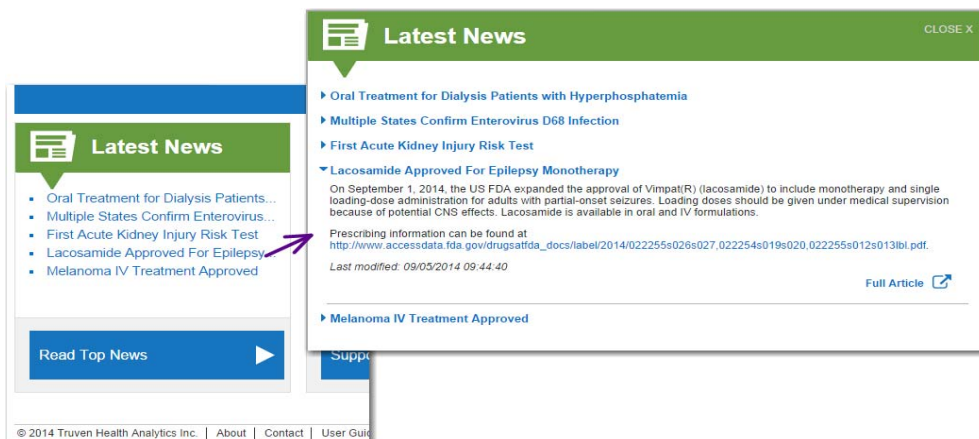 Latest News
Oral Treatment for Dialysis Patients...
Multiple States Confirm Enterovirus...
First Acute Kidney Injury Risk Test
Lacosamide Approved For Epilepsy...
Melanoma IV Treatment Approved
Read Top News
© 2014 Truven Health Analytics Inc. | About | Contact | User Guid
Latest News
CLOSE X
Oral Treatment for Dialysis Patients with Hyperphosphatemia
Multiple States Confirm Enterovirus D68 Infection
First Acute Kidney Injury Risk Test
Lacosamide Approved For Epilepsy Monotherapy
On September 1, 2014, the US FDA expanded the approval of Vimpat(R) (lacosamide) to include monotherapy and single
loading-dose administration for adults with partial-onset seizures. Loading doses should be given under medical supervision
because of potential CNS effects. Lacosamide is available in oral and IV formulations.
Prescribing information can be found at
http://www.accessdata.fda.gov/drugsatfda_docs/label/2014/022255s026s027,022254s019s020,022255s012s013lbl.pdf.
Last modified: 09/05/2014 09:44:40
Full Article
Melanoma IV Treatment Approved